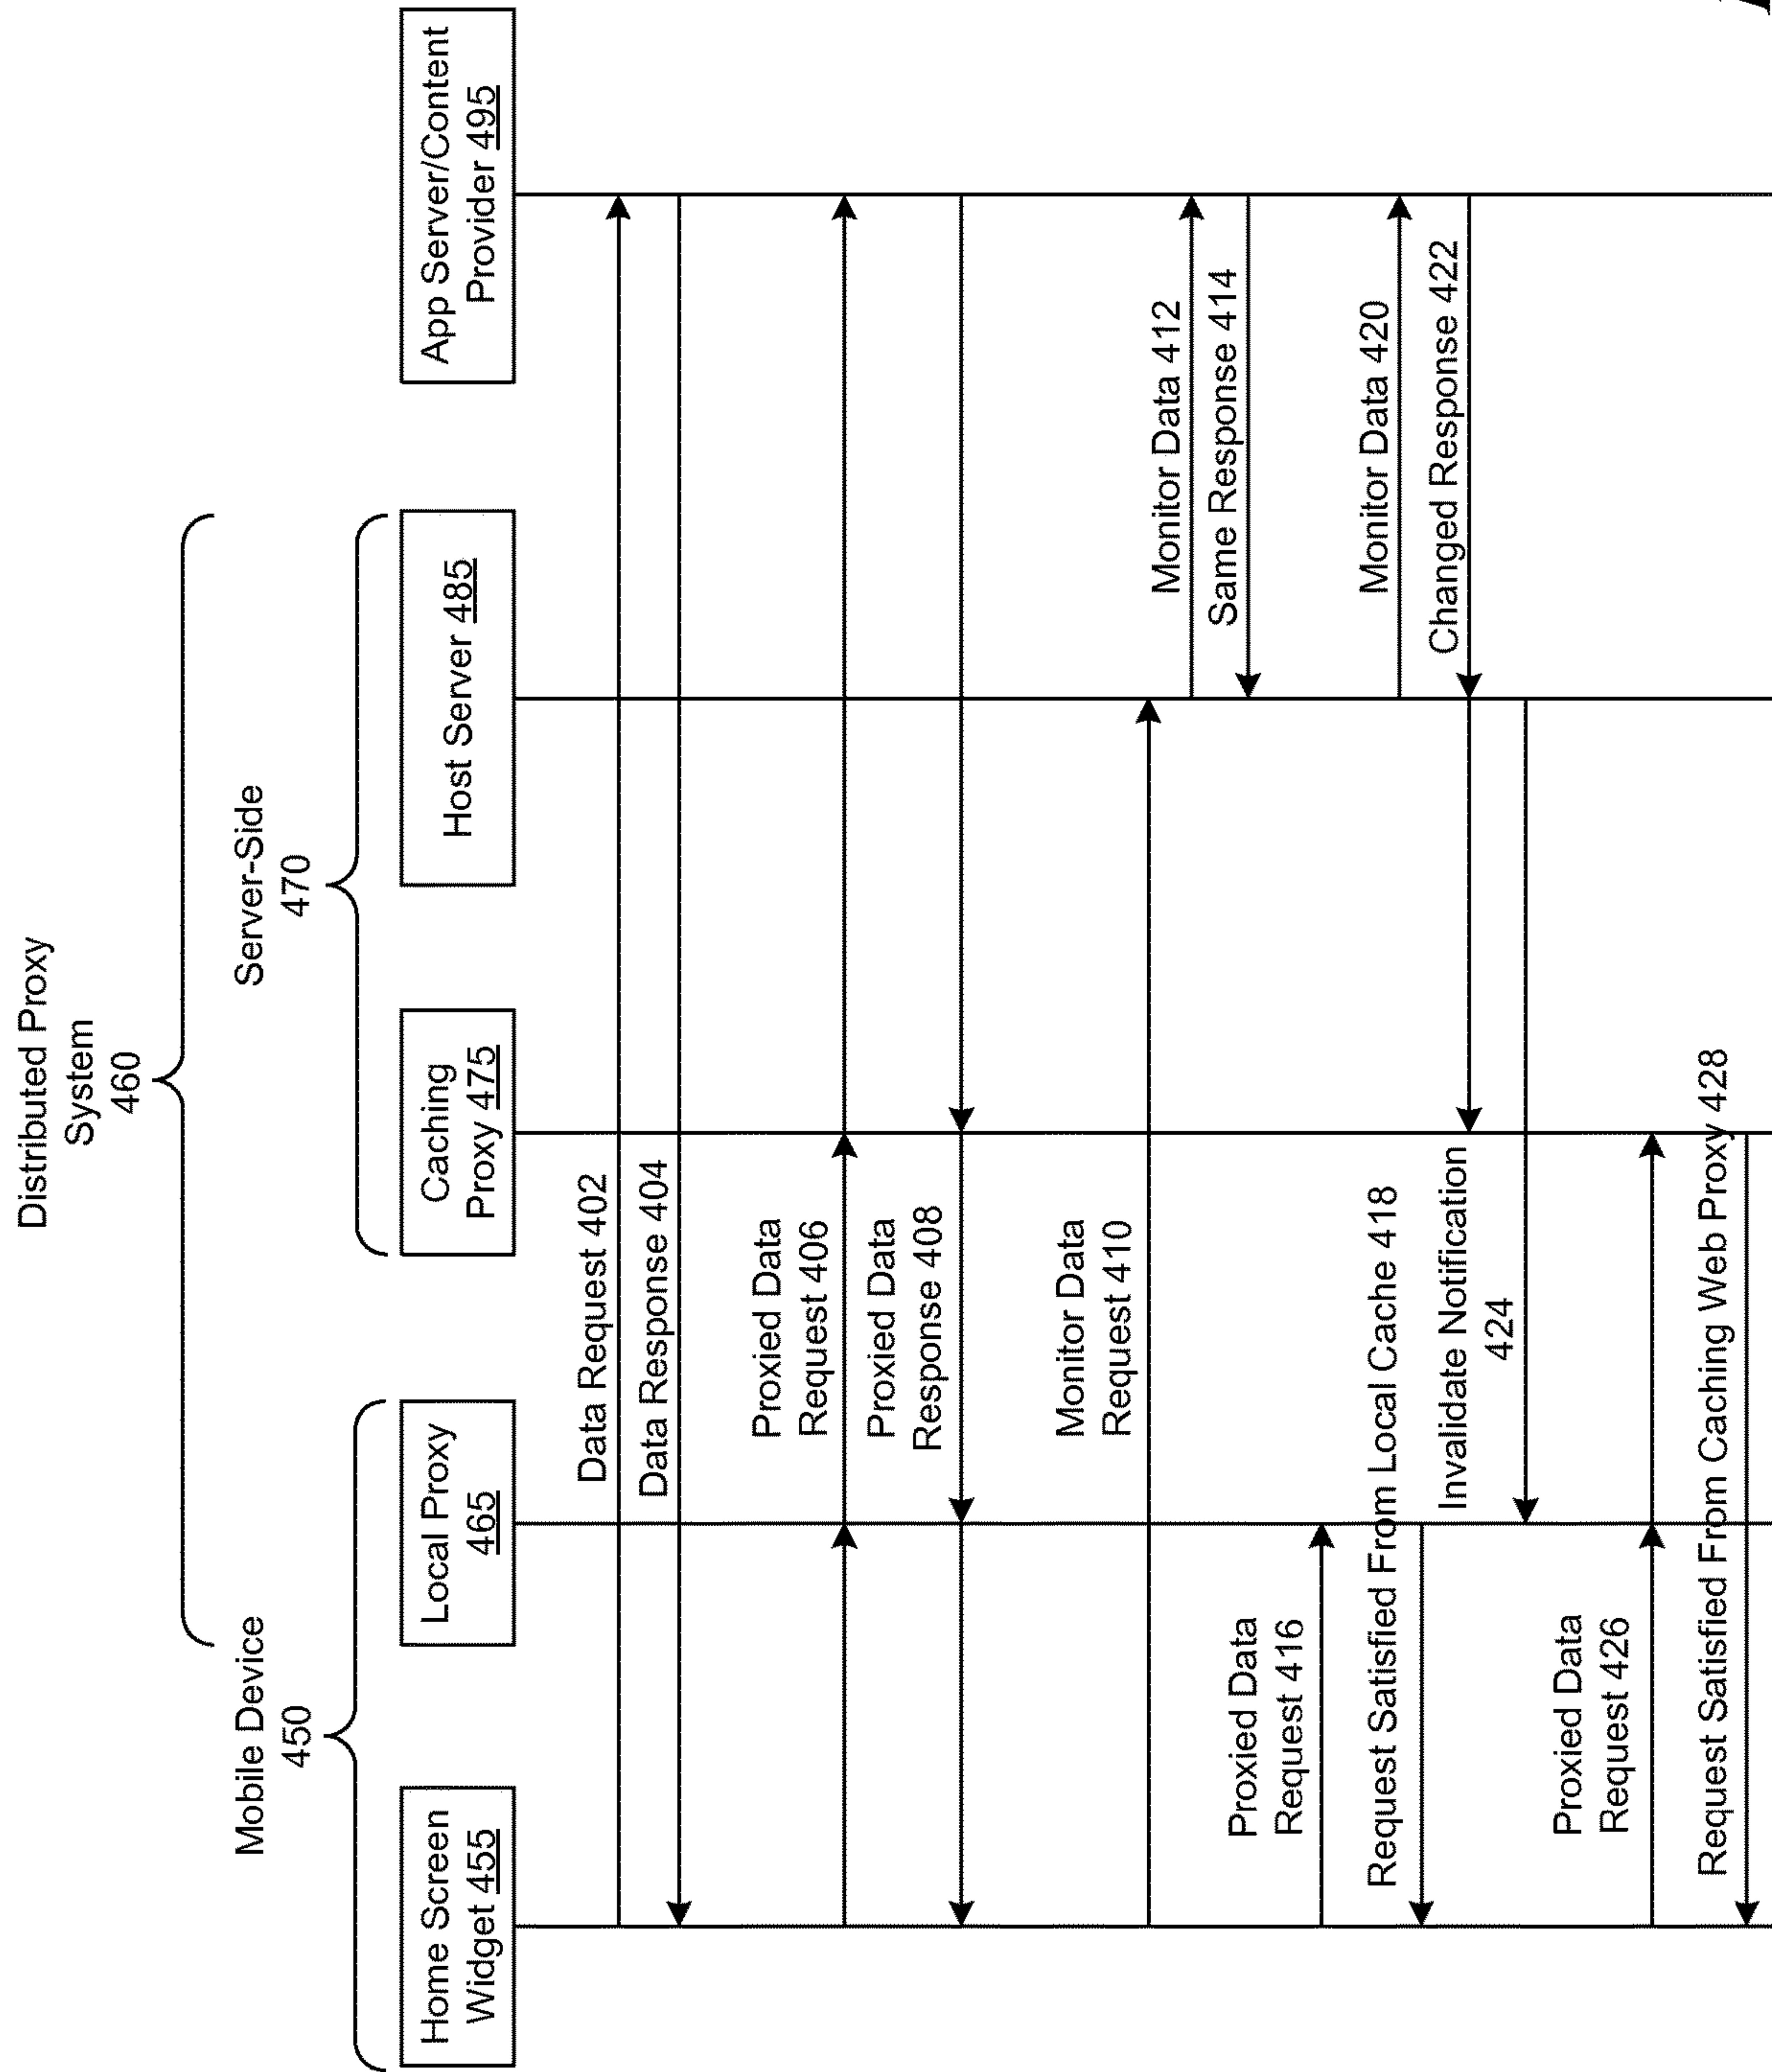 Distributed Proxy
System
460
Mobile Device
450
Server-Side
470
Home Screen
Widget 455
Local Proxy
465
Caching
Proxy 475
Host Server 485
App Server/Content
Provider 495
Data Request 402
Data Response 404
Proxied Data
Request 406
Proxied Data
Response 408
Monitor Data
Request 410
Monitor Data 412
Same Response 414
Proxied Data
Request 416
Request Satisfied From Local Cache 418
Monitor Data 420
Changed Response 422
Invalidate Notification
424
Proxied Data
Request 426
Request Satisfied From Caching Web Proxy 428